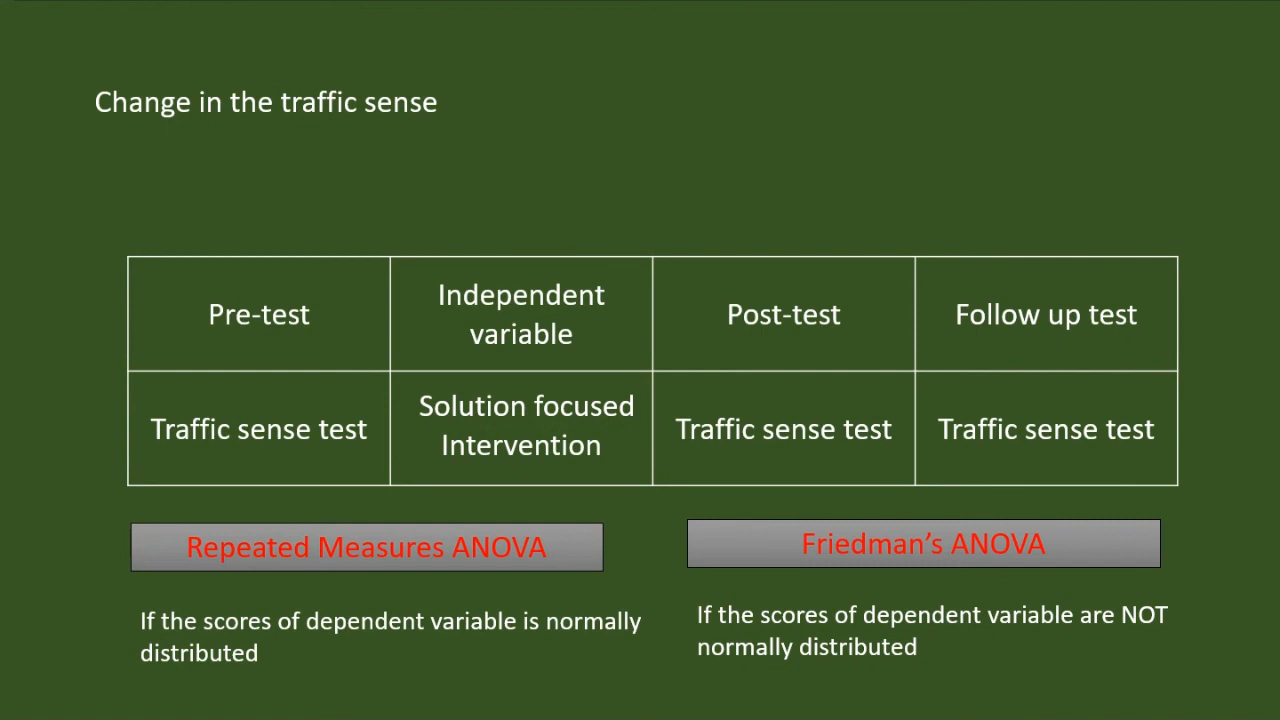 Change in the traffic sense
Pre-test
Independent
variable
Post-test
Follow up test
Traffic sense test
Solution focused
Intervention
Traffic sense test
Traffic sense test
Repeated Measures ANOVA
Friedman’s ANOVA
If the scores of dependent variable is normally
distributed
If the scores of dependent variable are NOT
normally distributed